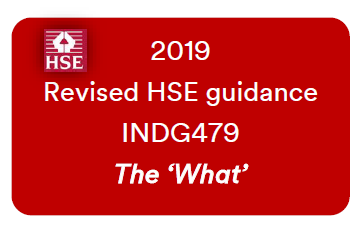 HSE
2019
Revised HSE guidance
INDG479
The ‘What’